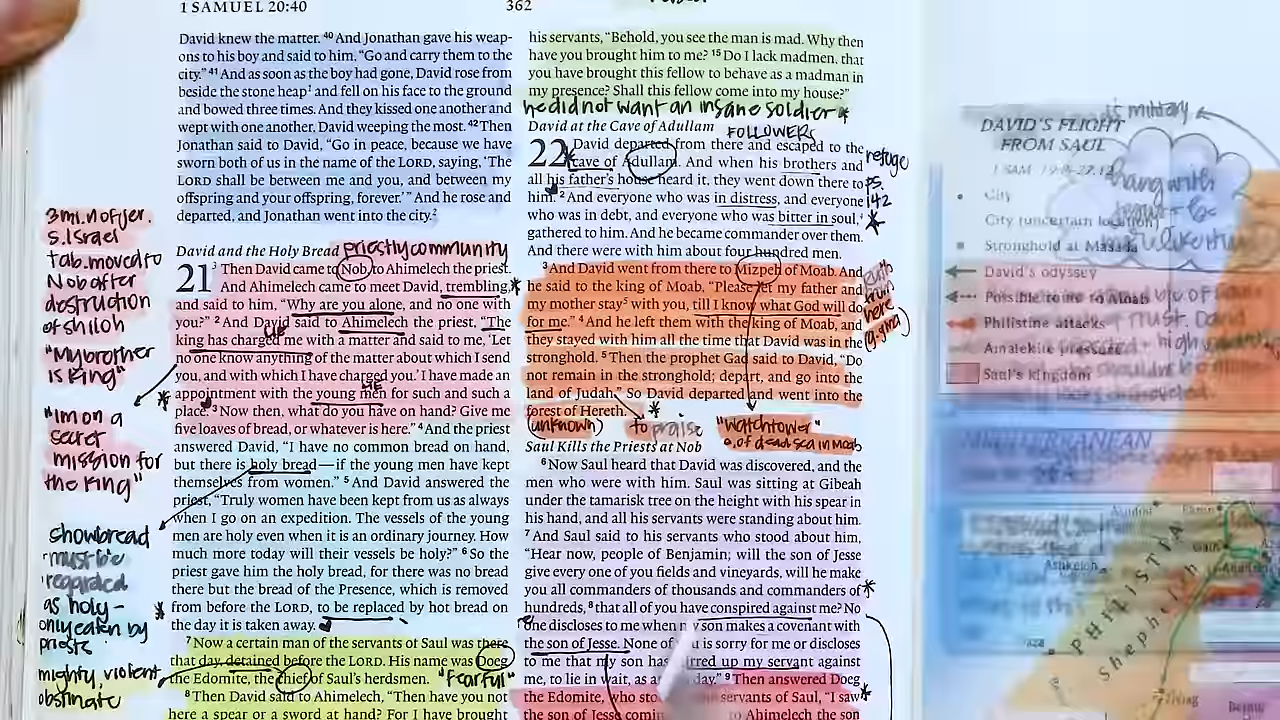 1 SAMUEL 20:40
362
David knew the matter. 40 And Jonathan gave his weap-
ons to his boy and said to him, "Go and carry them to the
city." 41 And as soon as the boy had gone, David rose from
beside the stone heap1 and fell on his face to the ground
and bowed three times. And they kissed one another and
wept with one another, David weeping the most. 42 Then
Jonathan said to David, "Go in peace, because we have
sworn both of us in the name of the LORD, saying, 'The
LORD shall be between me and you, and between my
offspring and your offspring, forever.'" And he rose and
departed, and Jonathan went into the city.2
David and the Holy Bread
priestly community
21 3 Then David came to Nob to Ahimelech the priest.
And Ahimelech came to meet David, trembling,
and said to him, "Why are you alone, and no one with
you?" 2 And David said to Ahimelech the priest, "The
king has charged me with a matter and said to me, 'Let
no one know anything of the matter about which I send
you, and with which I have charged you.' I have made an
appointment with the young men for such and such a
place. 3 Now then, what do you have on hand? Give me
five loaves of bread, or whatever is here." 4 And the priest
answered David, "I have no common bread on hand,
but there is holy bread—if the young men have kept
themselves from women." 5 And David answered the
priest, "Truly women have been kept from us as always
when I go on an expedition. The vessels of the young
men are holy even when it is an ordinary journey. How
much more today will their vessels be holy?" 6 So the
priest gave him the holy bread, for there was no bread
there but the bread of the Presence, which is removed
from before the LORD, to be replaced by hot bread on
the day it is taken away.
7 Now a certain man of the servants of Saul was there
that day, detained before the LORD. His name was Doeg
the Edomite, the chief of Saul's herdsmen. "fearful"
8 Then David said to Ahimelech, "Then have you not
here a spear or a sword at hand? For I have brought
3 mi. n of jer.
s. Israel
tab. moved to
Nob after
destruction
of shiloh
"My brother
is King"
"Im on a
secret
mission for
the King"
showbread
must be
regarded
as holy-
only eaten by
priests
mighty, violent,
obstinate
his servants, "Behold, you see the man is mad. Why then
have you brought him to me? 15 Do I lack madmen, that
you have brought this fellow to behave as a madman in
my presence? Shall this fellow come into my house?"
he did not want an insane soldier
David at the Cave of Adullam
FOLLOWERS
22 David departed from there and escaped to the
cave of Adullam. And when his brothers and
all his father's house heard it, they went down there to
him. 2 And everyone who was in distress, and everyone
who was in debt, and everyone who was bitter in soul,4
gathered to him. And he became commander over them.
And there were with him about four hundred men.
refuge
ps.
142
3 And David went from there to Mizpeh of Moab. And
he said to the king of Moab, "Please let my father and
my mother stay5 with you, till I know what God will do
for me." 4 And he left them with the king of Moab, and
they stayed with him all the time that David was in the
stronghold. 5 Then the prophet Gad said to David, "Do
not remain in the stronghold; depart, and go into the
land of Judah." So David departed and went into the
forest of Hereth.
(unknown)
to praise
"watchtower"
e. of dead sea in moab
Saul Kills the Priests at Nob
6 Now Saul heard that David was discovered, and the
men who were with him. Saul was sitting at Gibeah
under the tamarisk tree on the height with his spear in
his hand, and all his servants were standing about him.
7 And Saul said to his servants who stood about him,
"Hear now, people of Benjamin; will the son of Jesse
give every one of you fields and vineyards, will he make
you all commanders of thousands and commanders of
hundreds, 8 that all of you have conspired against me? No
one discloses to me when my son makes a covenant with
the son of Jesse. None of you is sorry for me or discloses
to me that my son has stirred up my servant against
me, to lie in wait, as at day." 9 Then answered Doeg
the Edomite, who stood servants of Saul, "I saw
the son of Jesse coming to Ahimelech the son
DAVID'S FLIGHT
FROM SAUL
1 SAM 19:8-27:12
City
City (uncertain location)
Stronghold at Masada
David's odyssey
Possible route to Moab
Philistine attacks
Amalekite pressure
Saul's kingdom
is military
hang with
MEDITERRANEAN
Ashdod
Ashkelon
PHILISTIA
Shephelah